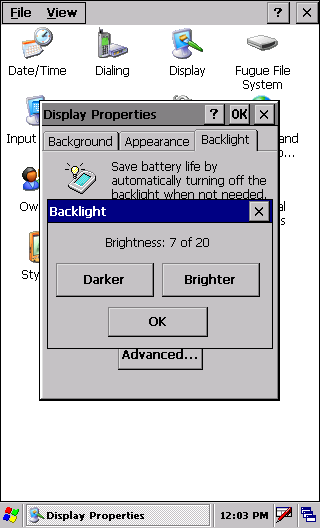 File View ? ×
Date/Time Dialing Display Fugue File System
Display Properties ? OK ×
Input
and
o...
Background Appearance Backlight
Save battery life by
automatically turning off the
backlight when not needed.
Ow
al
s
Backlight ×
Brightness: 7 of 20
Sty
Darker Brighter
OK
Advanced...
Display Properties 12:03 PM